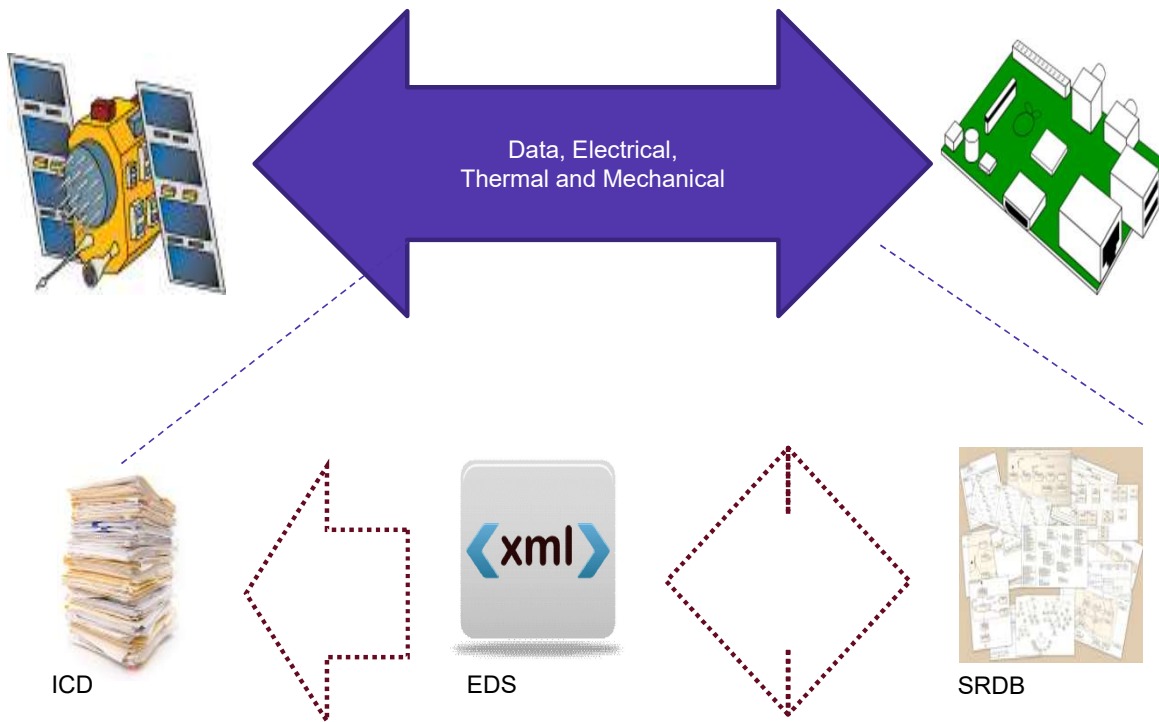 Data, Electrical,
Thermal and Mechanical
xml
ICD
EDS
SRDB